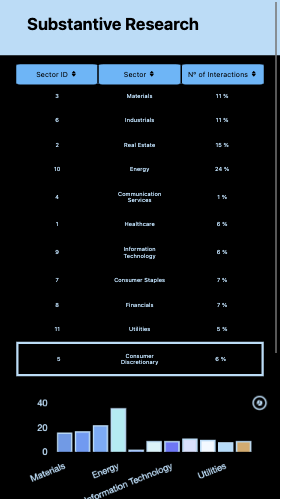 Substantive Research
Sector ID Sector N° of Interactions
3 Materials 11 %
6 Industrials 11 %
2 Real Estate 15 %
10 Energy 24 %
4 Communication Services 1 %
1 Healthcare 6 %
9 Information Technology 6 %
7 Consumer Staples 7 %
8 Financials 7 %
11 Utilities 5 %
5 Consumer Discretionary 6 %
40
20
0
Materials
Energy
Information Technology
Utilities